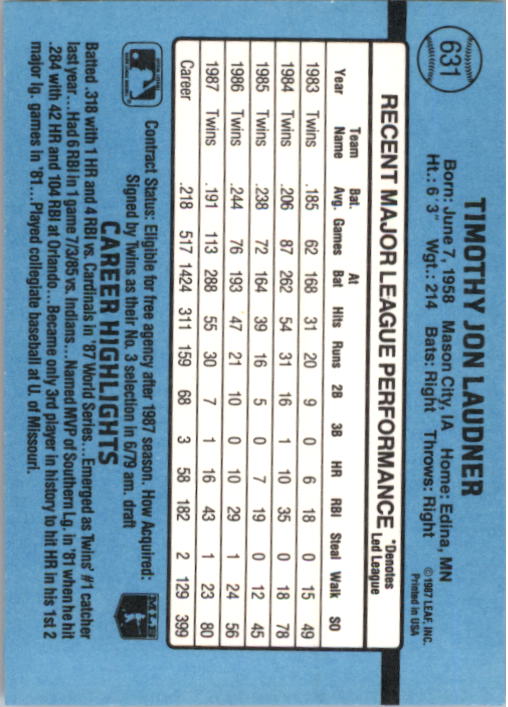 631
TIMOTHY JON LAUDNER
Born: June 7, 1958 Mason City, IA Home: Edina, MN
Ht.: 6' 3" Wgt.: 214 Bats: Right Throws: Right
©1987 LEAF, INC.
Printed in USA
RECENT MAJOR LEAGUE PERFORMANCE *Denotes Led League
Year Team Name Bat. Avg. Games At Bat Hits Runs 2B 3B HR RBI Steal Walk SO
1983 Twins .185 62 168 31 20 9 0 6 18 0 15 49
1984 Twins .206 87 262 54 31 16 1 10 35 0 18 78
1985 Twins .238 72 164 39 16 5 0 7 19 0 12 45
1986 Twins .244 76 193 47 21 10 0 10 29 1 24 56
1987 Twins .191 113 288 55 30 7 1 16 43 1 23 80
Career .218 517 1424 311 159 68 3 58 182 2 129 399
Contract Status: Eligible for free agency after 1987 season. How Acquired:
Signed by Twins as their No. 3 selection in 6/79 am. draft
MLB
CAREER HIGHLIGHTS
Batted .318 with 1 HR and 4 RBI vs. Cardinals in '87 World Series...Emerged as Twins' #1 catcher
last year...Had 6 RBI in 1 game 7/3/85 vs. Indians...Named MVP of Southern Lg. in '81 when he hit
.284 with 42 HR and 104 RBI at Orlando...Became only 3rd player in history to hit HR in his 1st 2
major lg. games in '81...Played collegiate baseball at U. of Missouri.